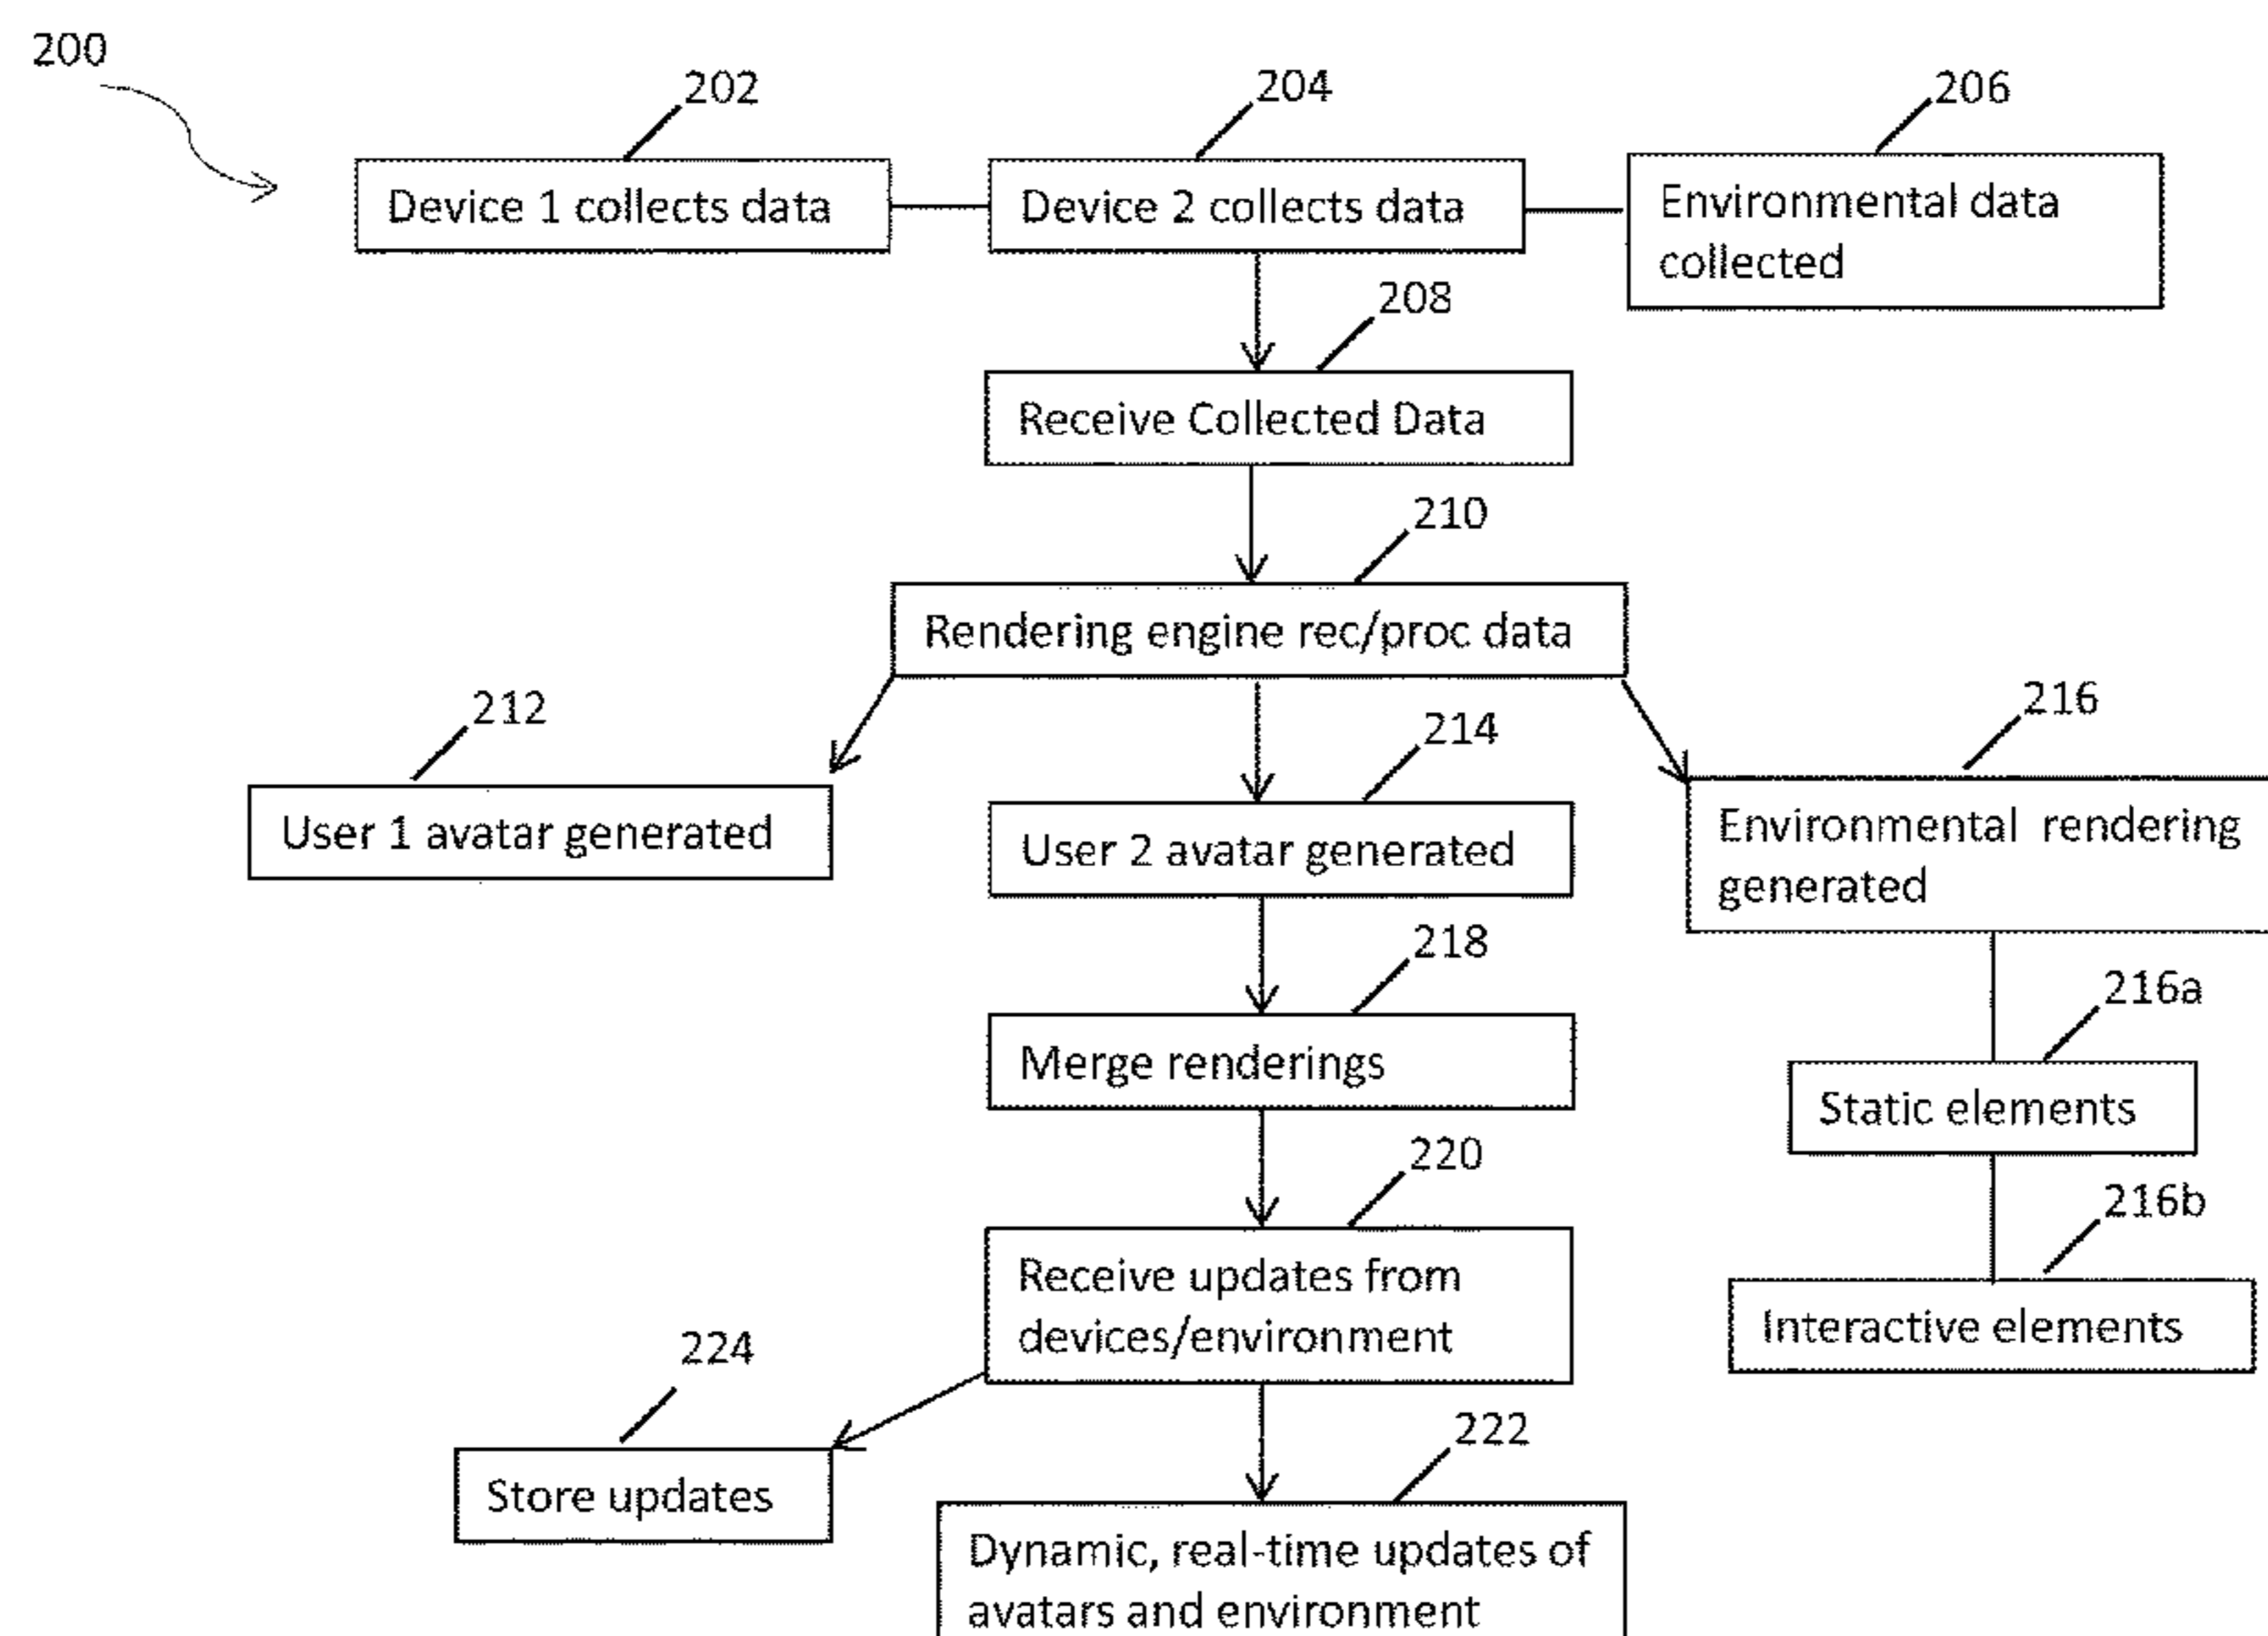 200
202
204
206
Device 1 collects data
Device 2 collects data
Environmental data
collected
208
Receive Collected Data
210
Rendering engine rec/proc data
212
214
216
User 1 avatar generated
User 2 avatar generated
Environmental rendering
generated
218
216a
Merge renderings
Static elements
220
216b
Receive updates from
devices/environment
Interactive elements
224
222
Store updates
Dynamic, real-time updates of
avatars and environment